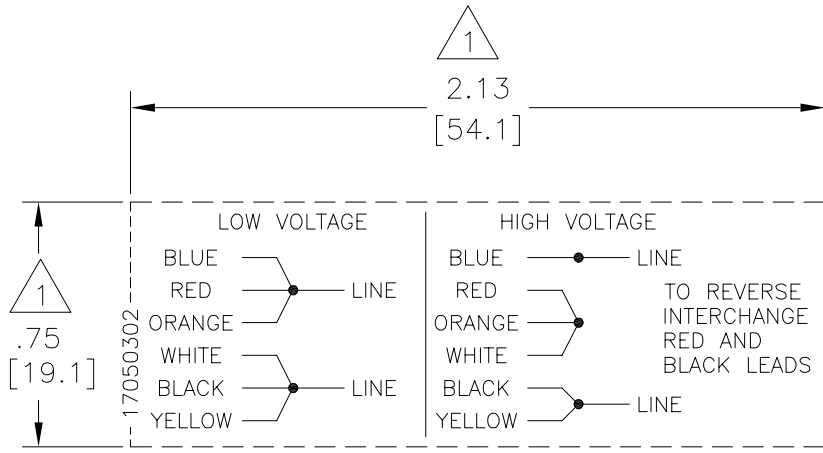 1
2.13
[54.1]
1
.75
[19.1]
17050302
LOW VOLTAGE
BLUE
RED LINE
ORANGE
WHITE
BLACK LINE
YELLOW
HIGH VOLTAGE
BLUE LINE
RED
ORANGE
WHITE
BLACK
YELLOW
LINE
TO REVERSE
INTERCHANGE
RED AND
BLACK LEADS